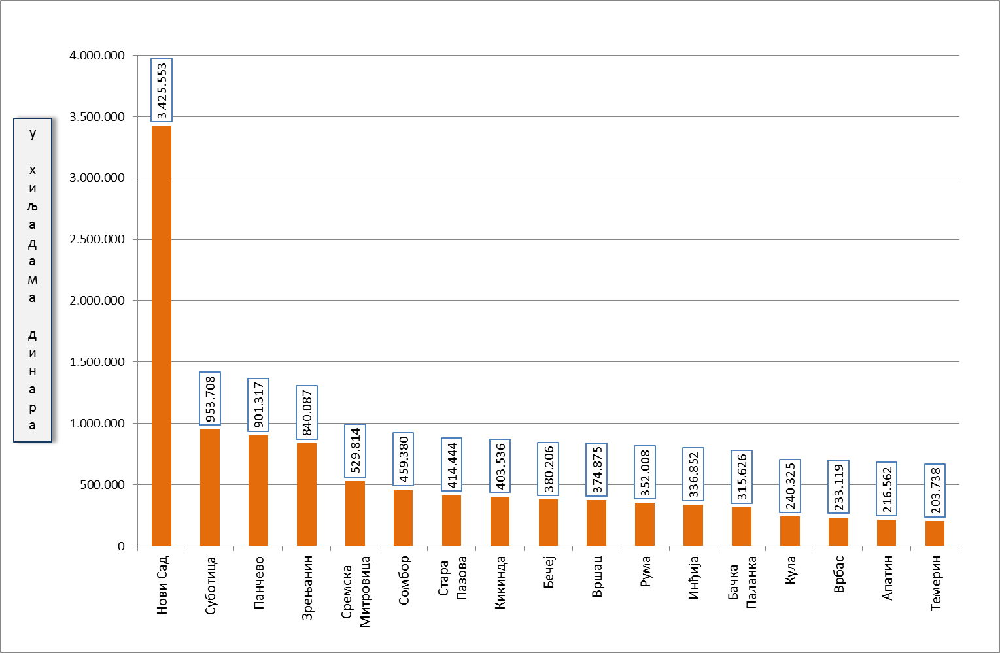 у хиљадама динара
4.000.000
3.500.000
3.000.000
2.500.000
2.000.000
1.500.000
1.000.000
500.000
0
3.425.553
953.708
901.317
840.087
529.814
459.380
414.444
403.536
380.206
374.875
352.008
336.852
315.626
240.325
233.119
216.562
203.738
Нови Сад
Суботица
Панчево
Зрењанин
Сремска
Митровица
Сомбор
Стара
Пазова
Кикинда
Бечеј
Вршац
Рума
Инђија
Бачка
Паланка
Кула
Врбас
Апатин
Темерин